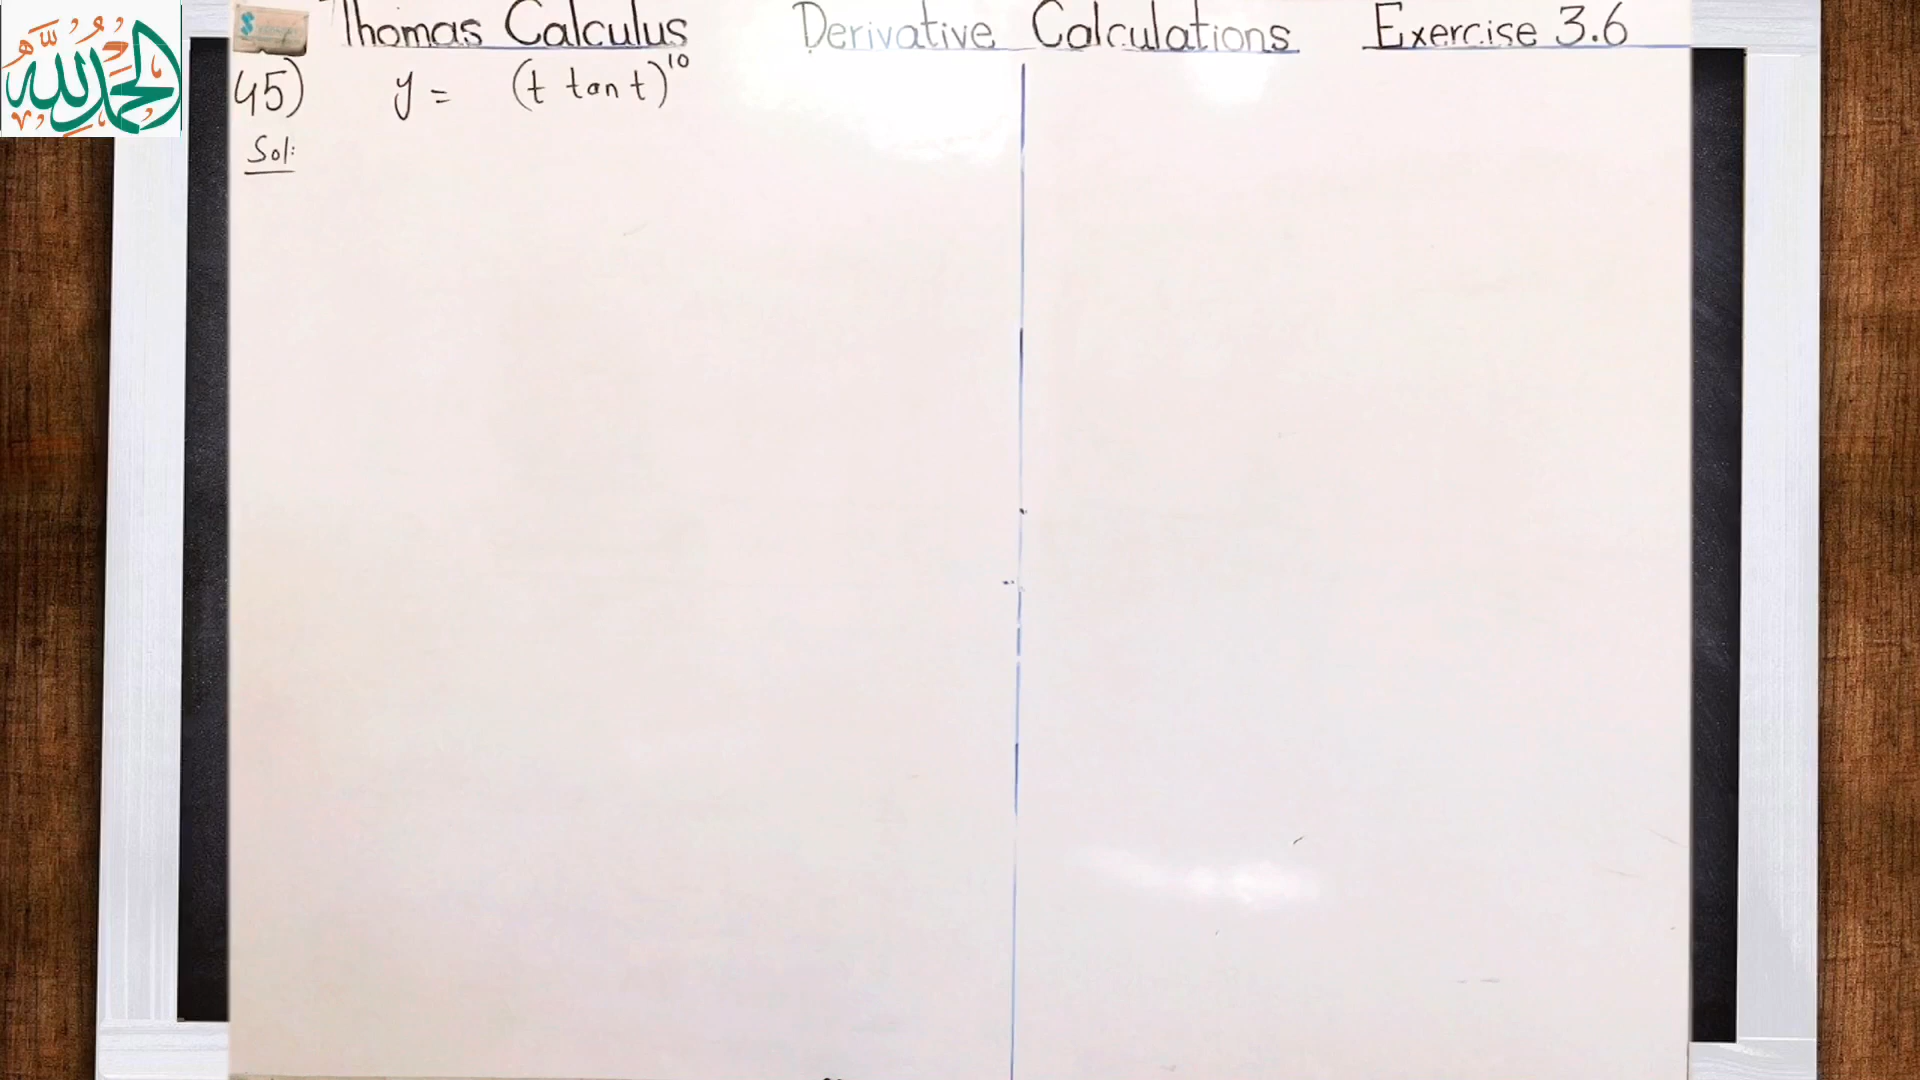 الحمد لله
Thomas Calculus Derivative Calculations Exercise 3.6
45) y = (t tan t)¹⁰
Sol: